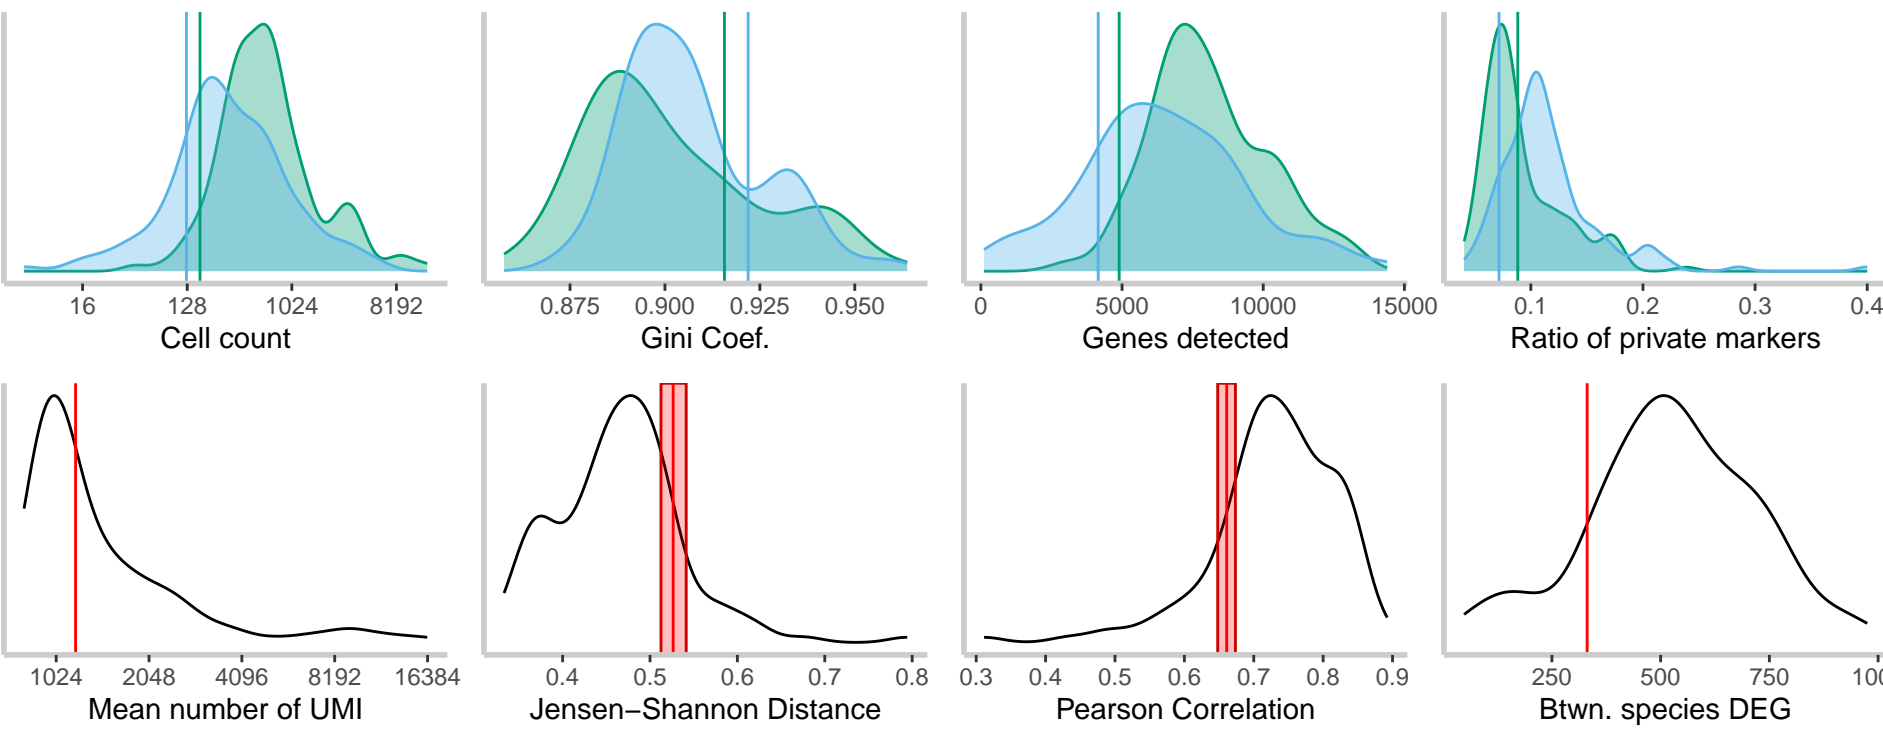 16 128 1024 8192
Cell count
0.875 0.900 0.925 0.950
Gini Coef.
0 5000 10000 15000
Genes detected
0.1 0.2 0.3 0.4
Ratio of private markers
1024 2048 4096 8192 16384
Mean number of UMI
0.4 0.5 0.6 0.7 0.8
Jensen−Shannon Distance
0.3 0.4 0.5 0.6 0.7 0.8 0.9
Pearson Correlation
250 500 750 100
Btwn. species DEG